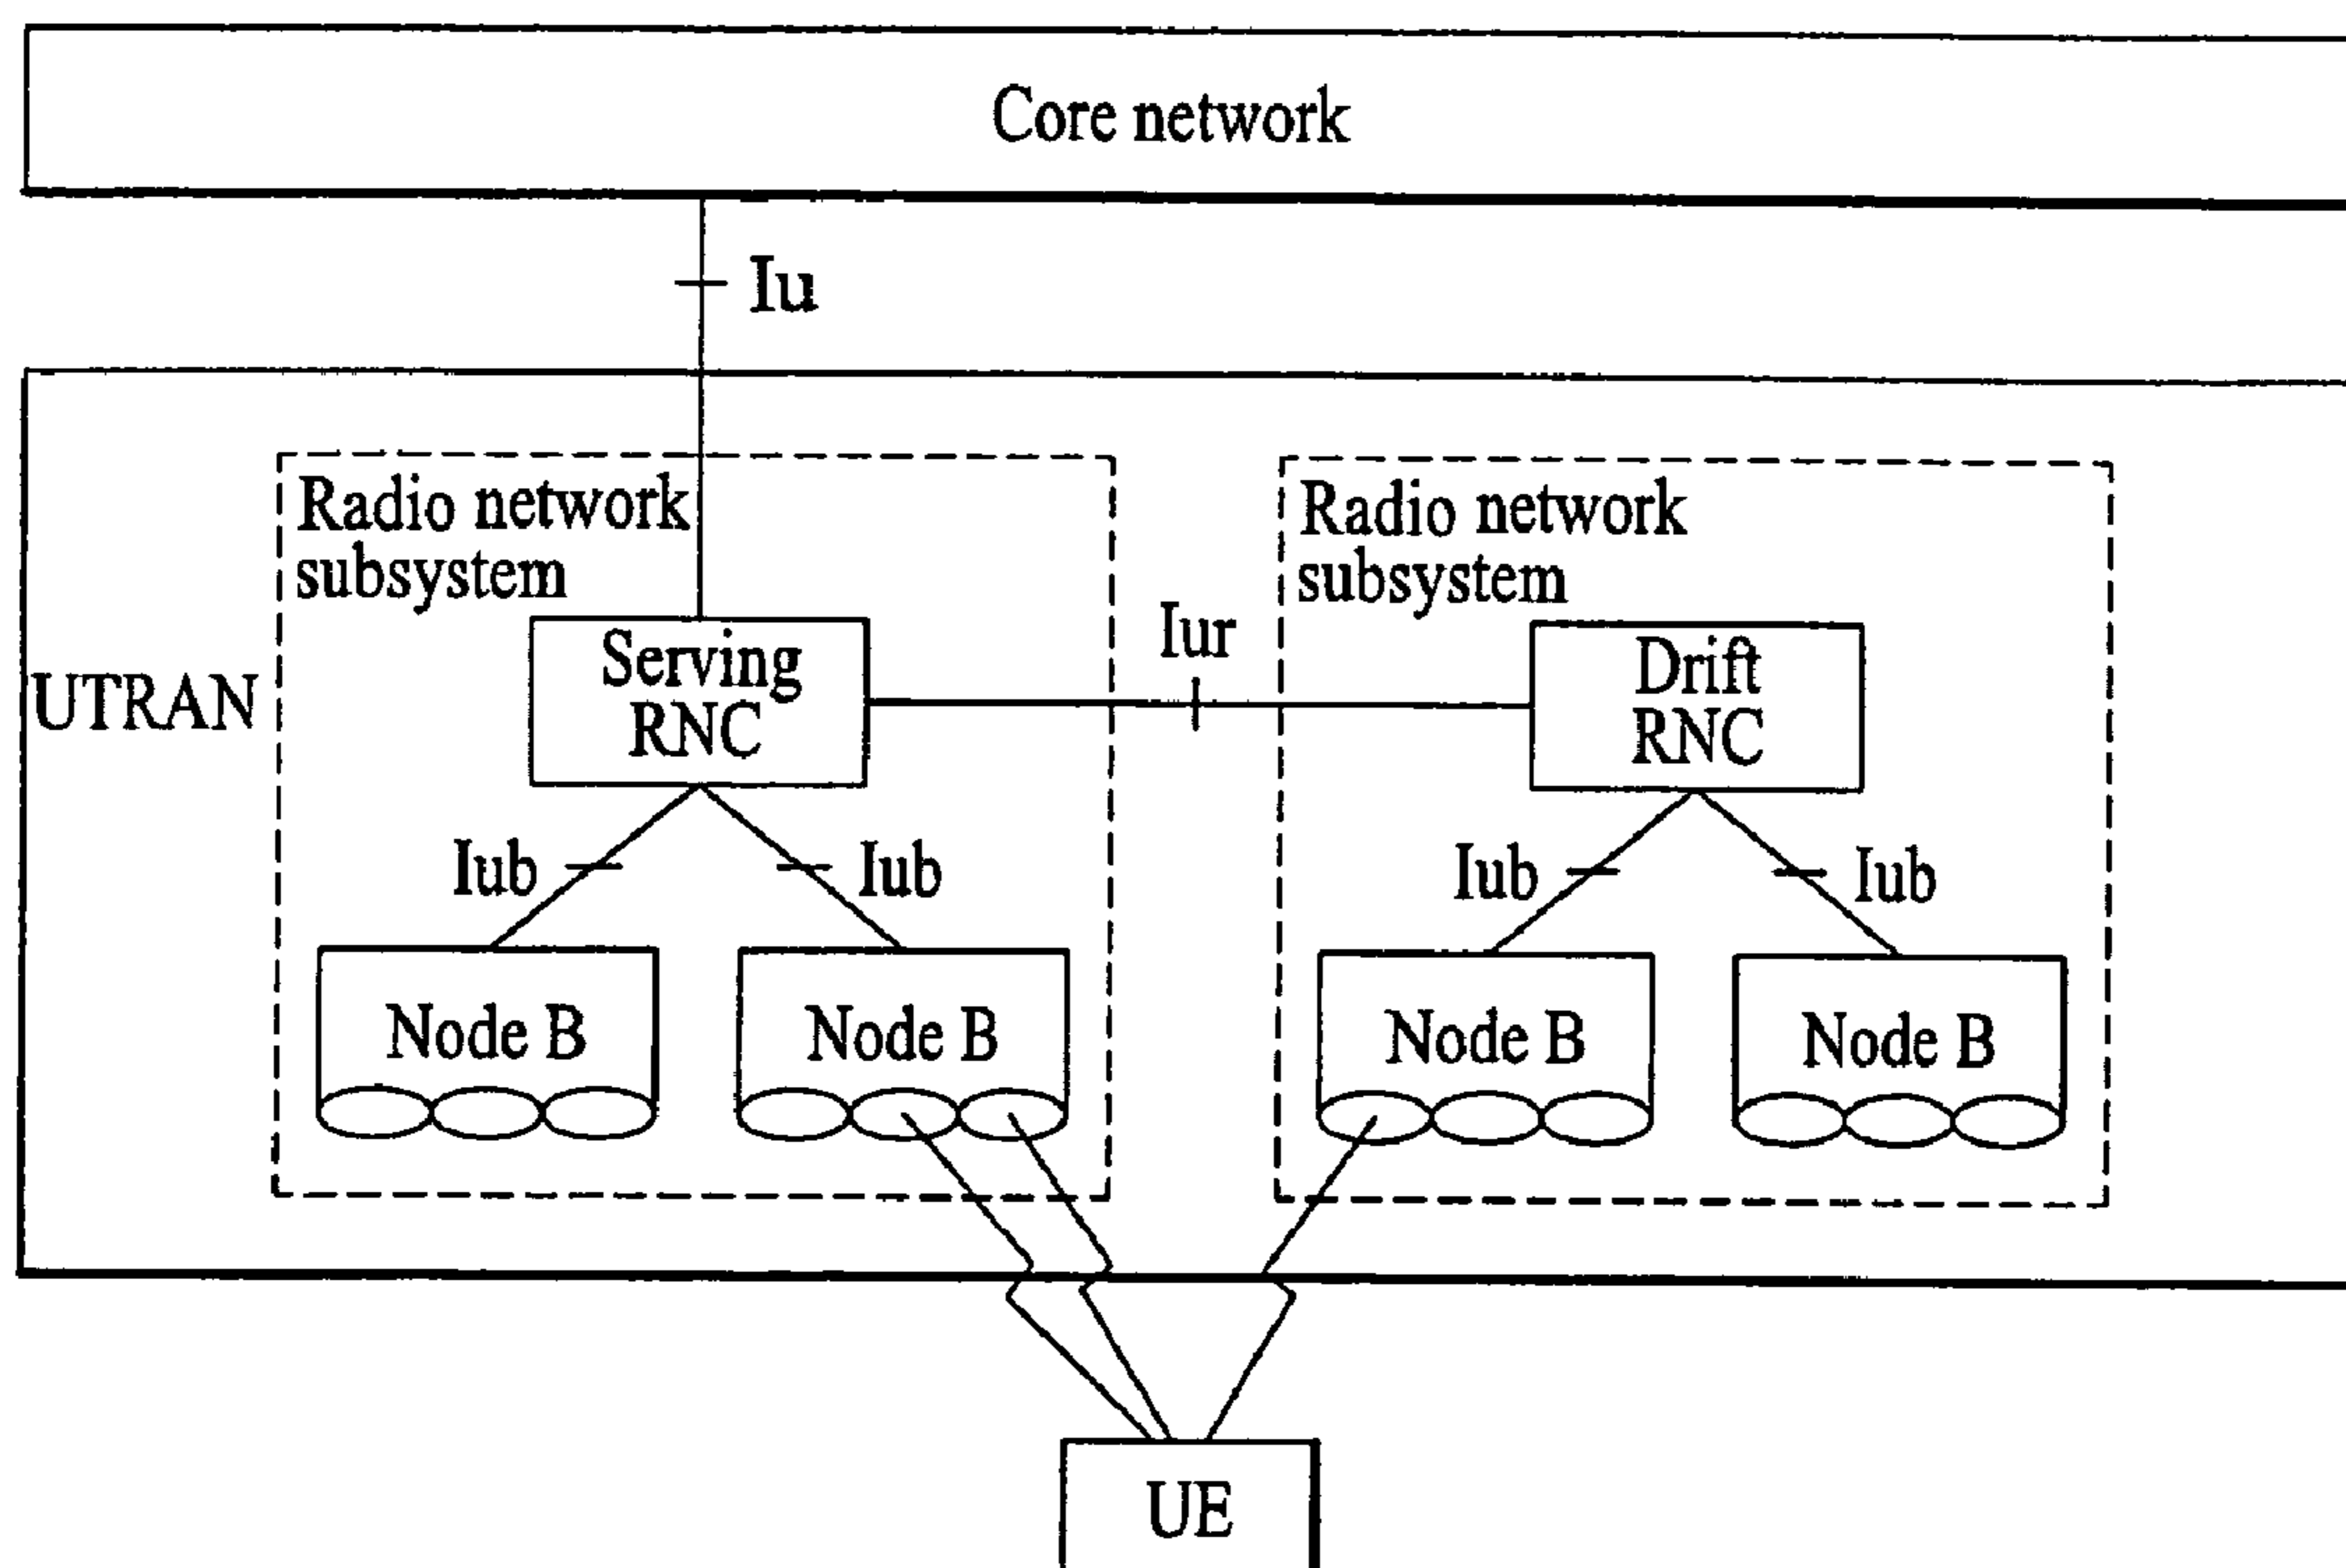 Core network
Iu
Radio network
subsystem
Radio network
subsystem
Iur
Serving
RNC
Drift
RNC
UTRAN
Iub
Iub
Iub
Iub
Node B
Node B
Node B
Node B
UE